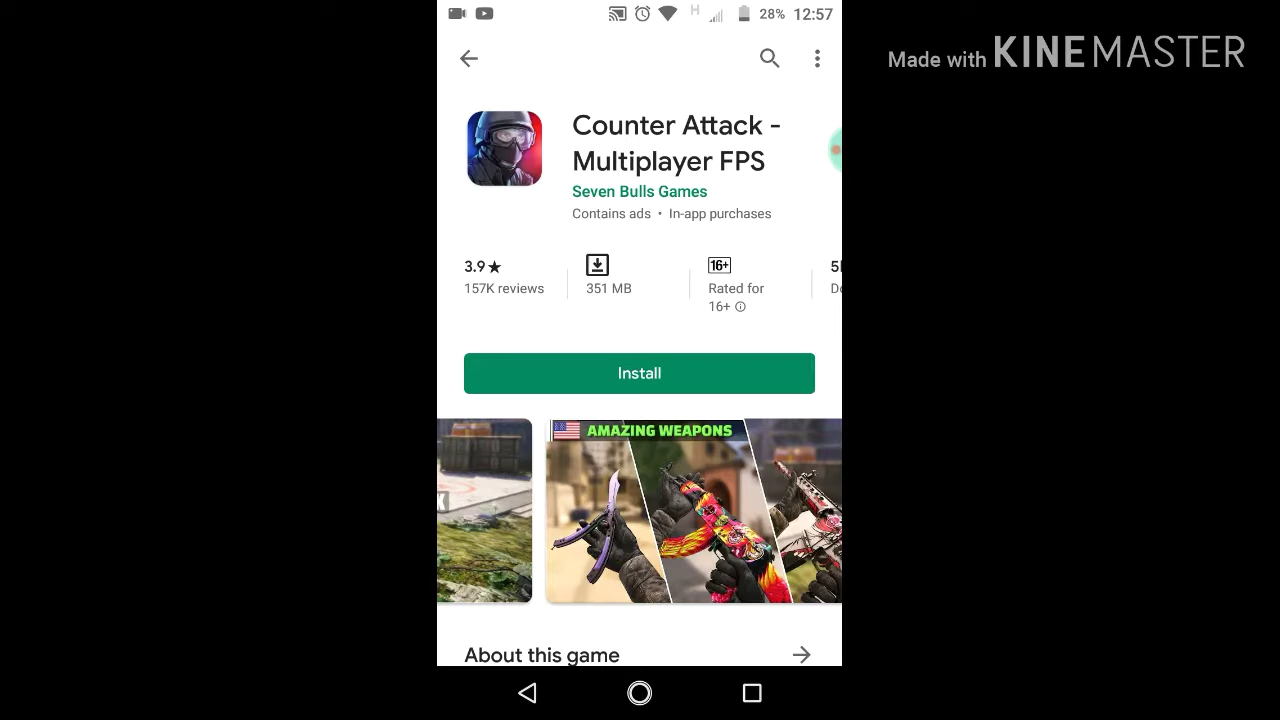 H 28% 12:57
Made with KINEMASTER
Counter Attack -
Multiplayer FPS
Seven Bulls Games
Contains ads • In-app purchases
3.9★
157K reviews
351 MB
16+
Rated for
16+
AMAZING WEAPONS
Install
About this game